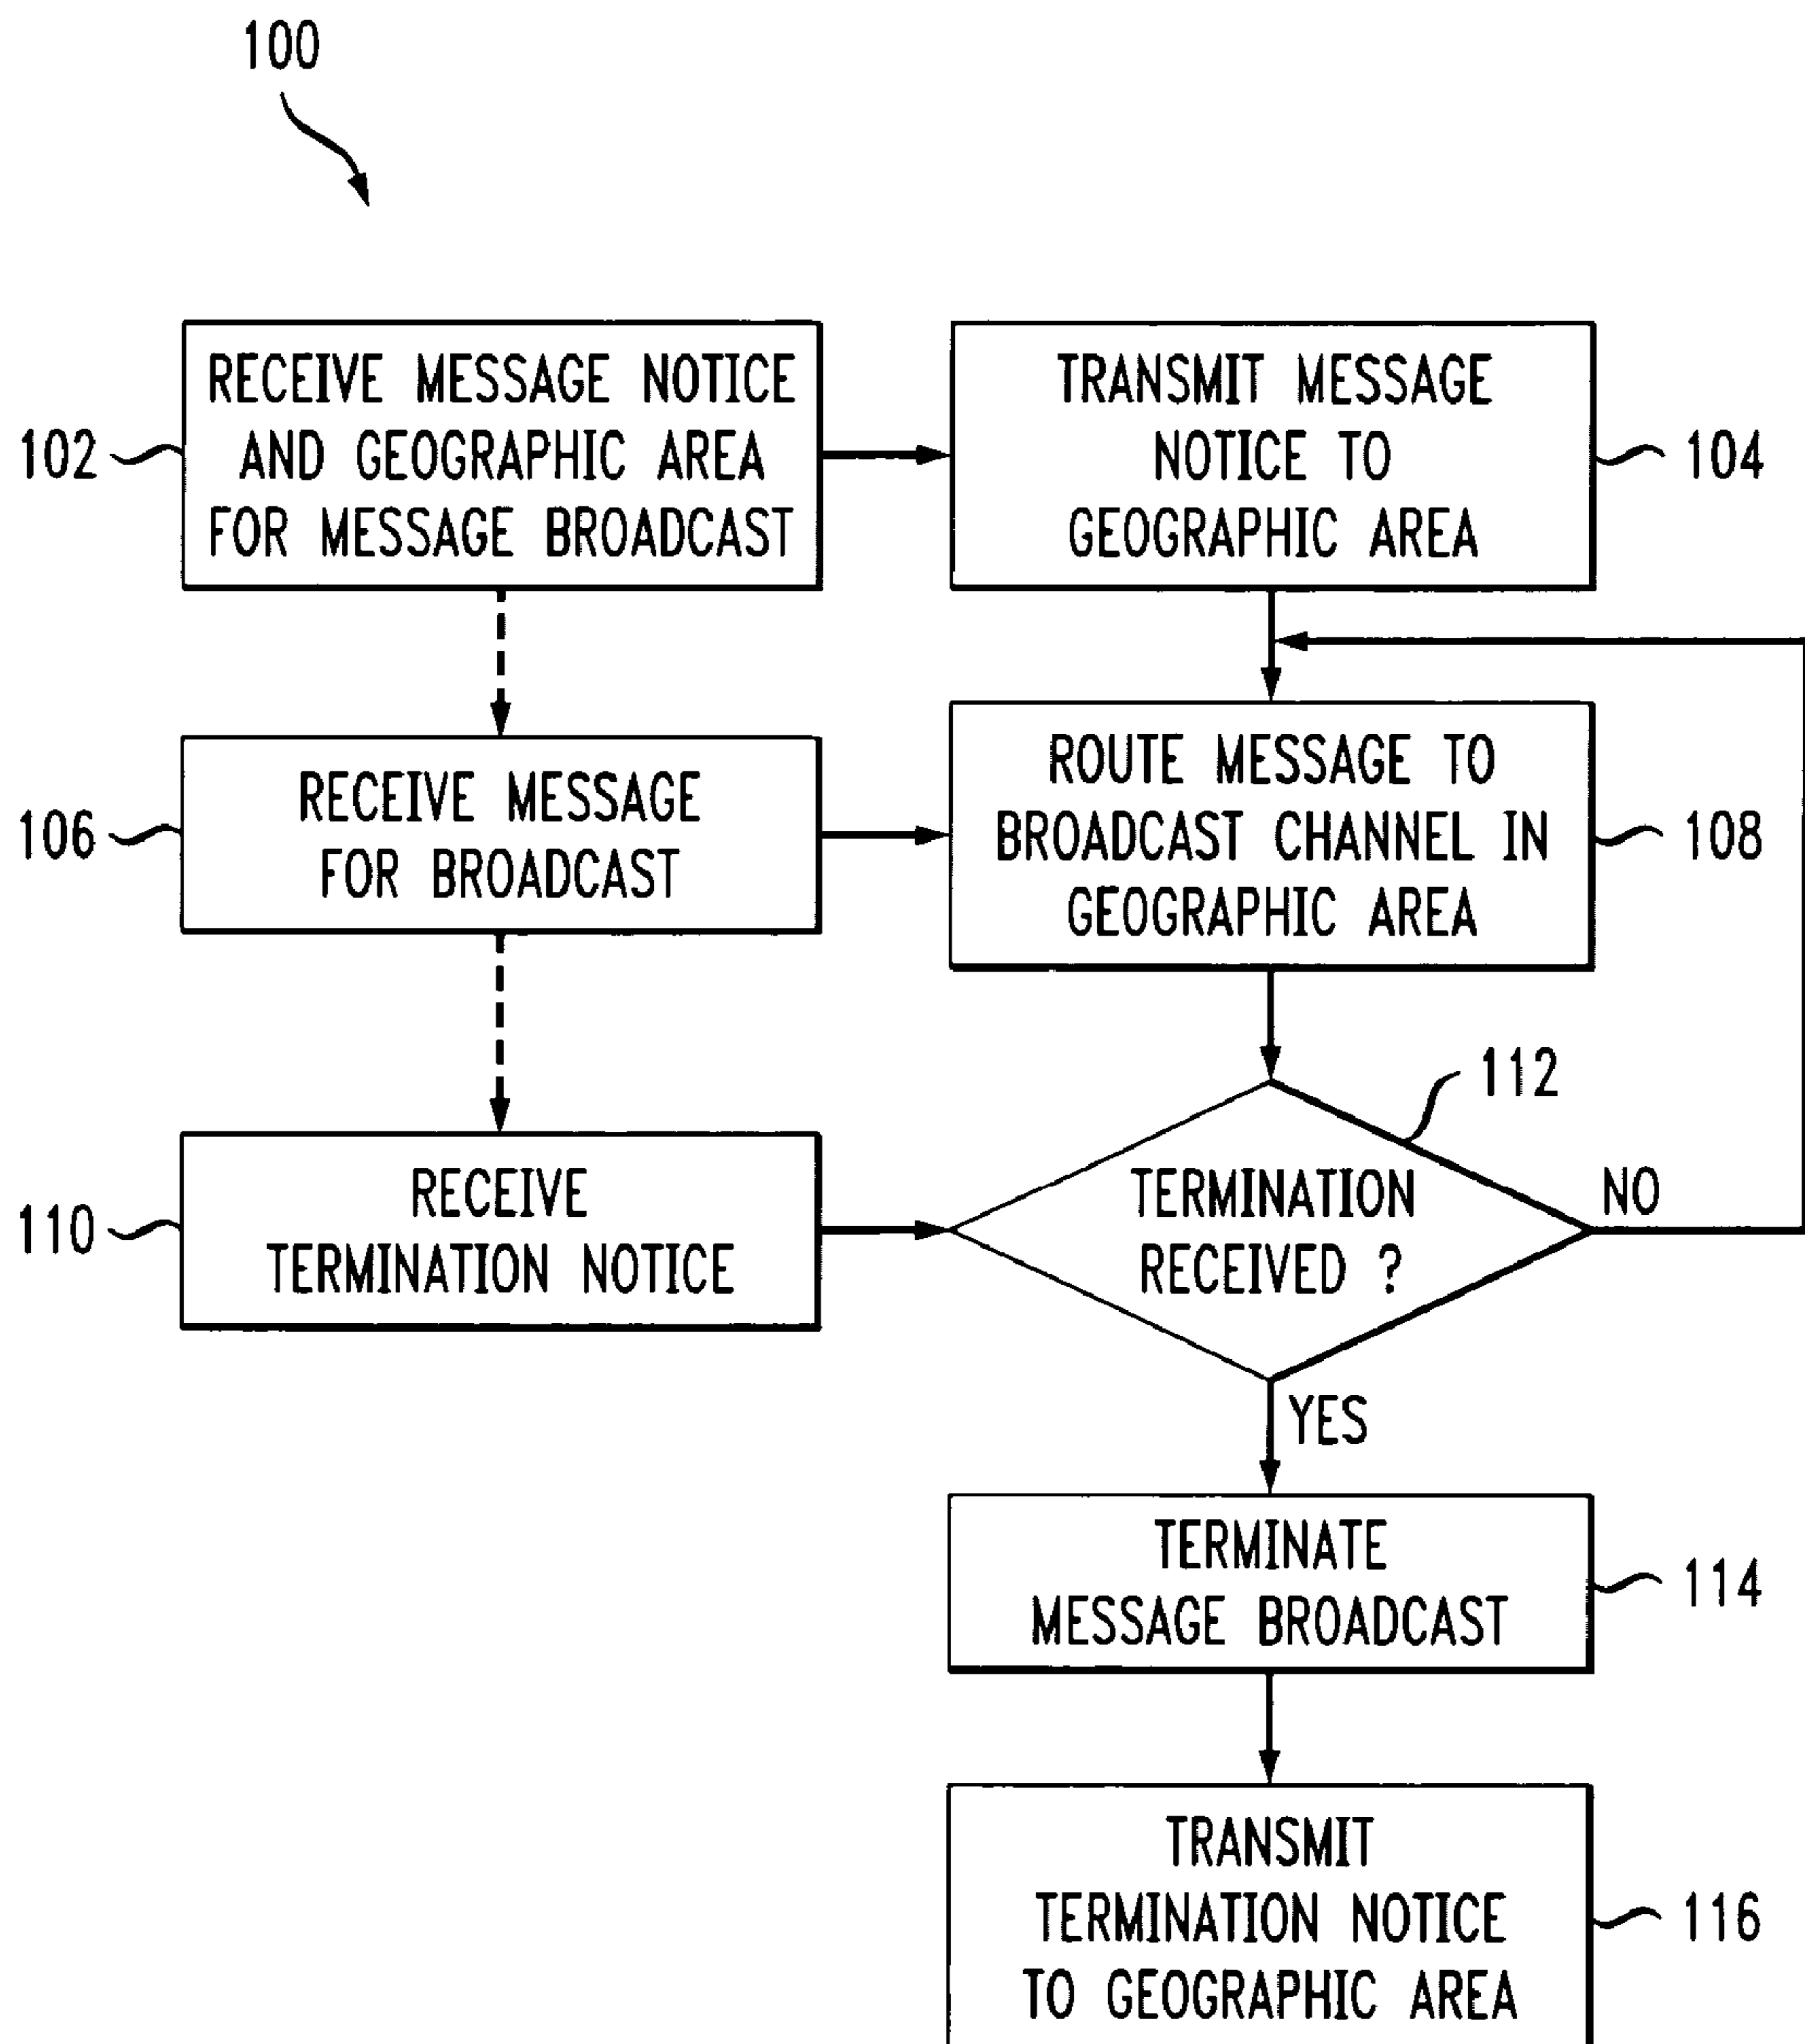 100
102
RECEIVE MESSAGE NOTICE
AND GEOGRAPHIC AREA
FOR MESSAGE BROADCAST
TRANSMIT MESSAGE
NOTICE TO
GEOGRAPHIC AREA
104
106
RECEIVE MESSAGE
FOR BROADCAST
ROUTE MESSAGE TO
BROADCAST CHANNEL IN
GEOGRAPHIC AREA
108
110
RECEIVE
TERMINATION NOTICE
112
TERMINATION
RECEIVED ?
NO
YES
TERMINATE
MESSAGE BROADCAST
114
TRANSMIT
TERMINATION NOTICE
TO GEOGRAPHIC AREA
116